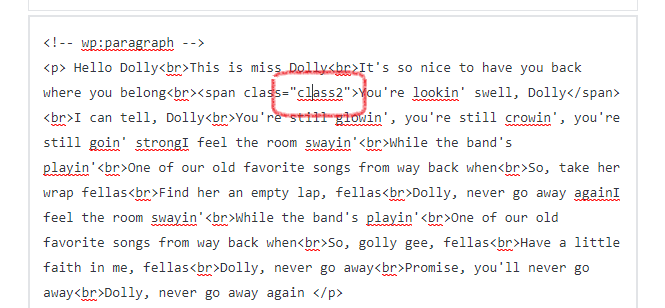 <!-- wp:paragraph -->
<p> Hello Dolly<br>This is miss Dolly<br>It's so nice to have you back
where you belong<br><span class="class2">You're lookin' swell, Dolly</span>
<br>I can tell, Dolly<br>You're still glowin', you're still crowin', you're
still goin' strongI feel the room swayin'<br>While the band's
playin'<br>One of our old favorite songs from way back when<br>So, take her
wrap fellas<br>Find her an empty lap, fellas<br>Dolly, never go away againI
feel the room swayin'<br>While the band's playin'<br>One of our old
favorite songs from way back when<br>So, golly gee, fellas<br>Have a little
faith in me, fellas<br>Dolly, never go away<br>Promise, you'll never go
away<br>Dolly, never go away again </p>